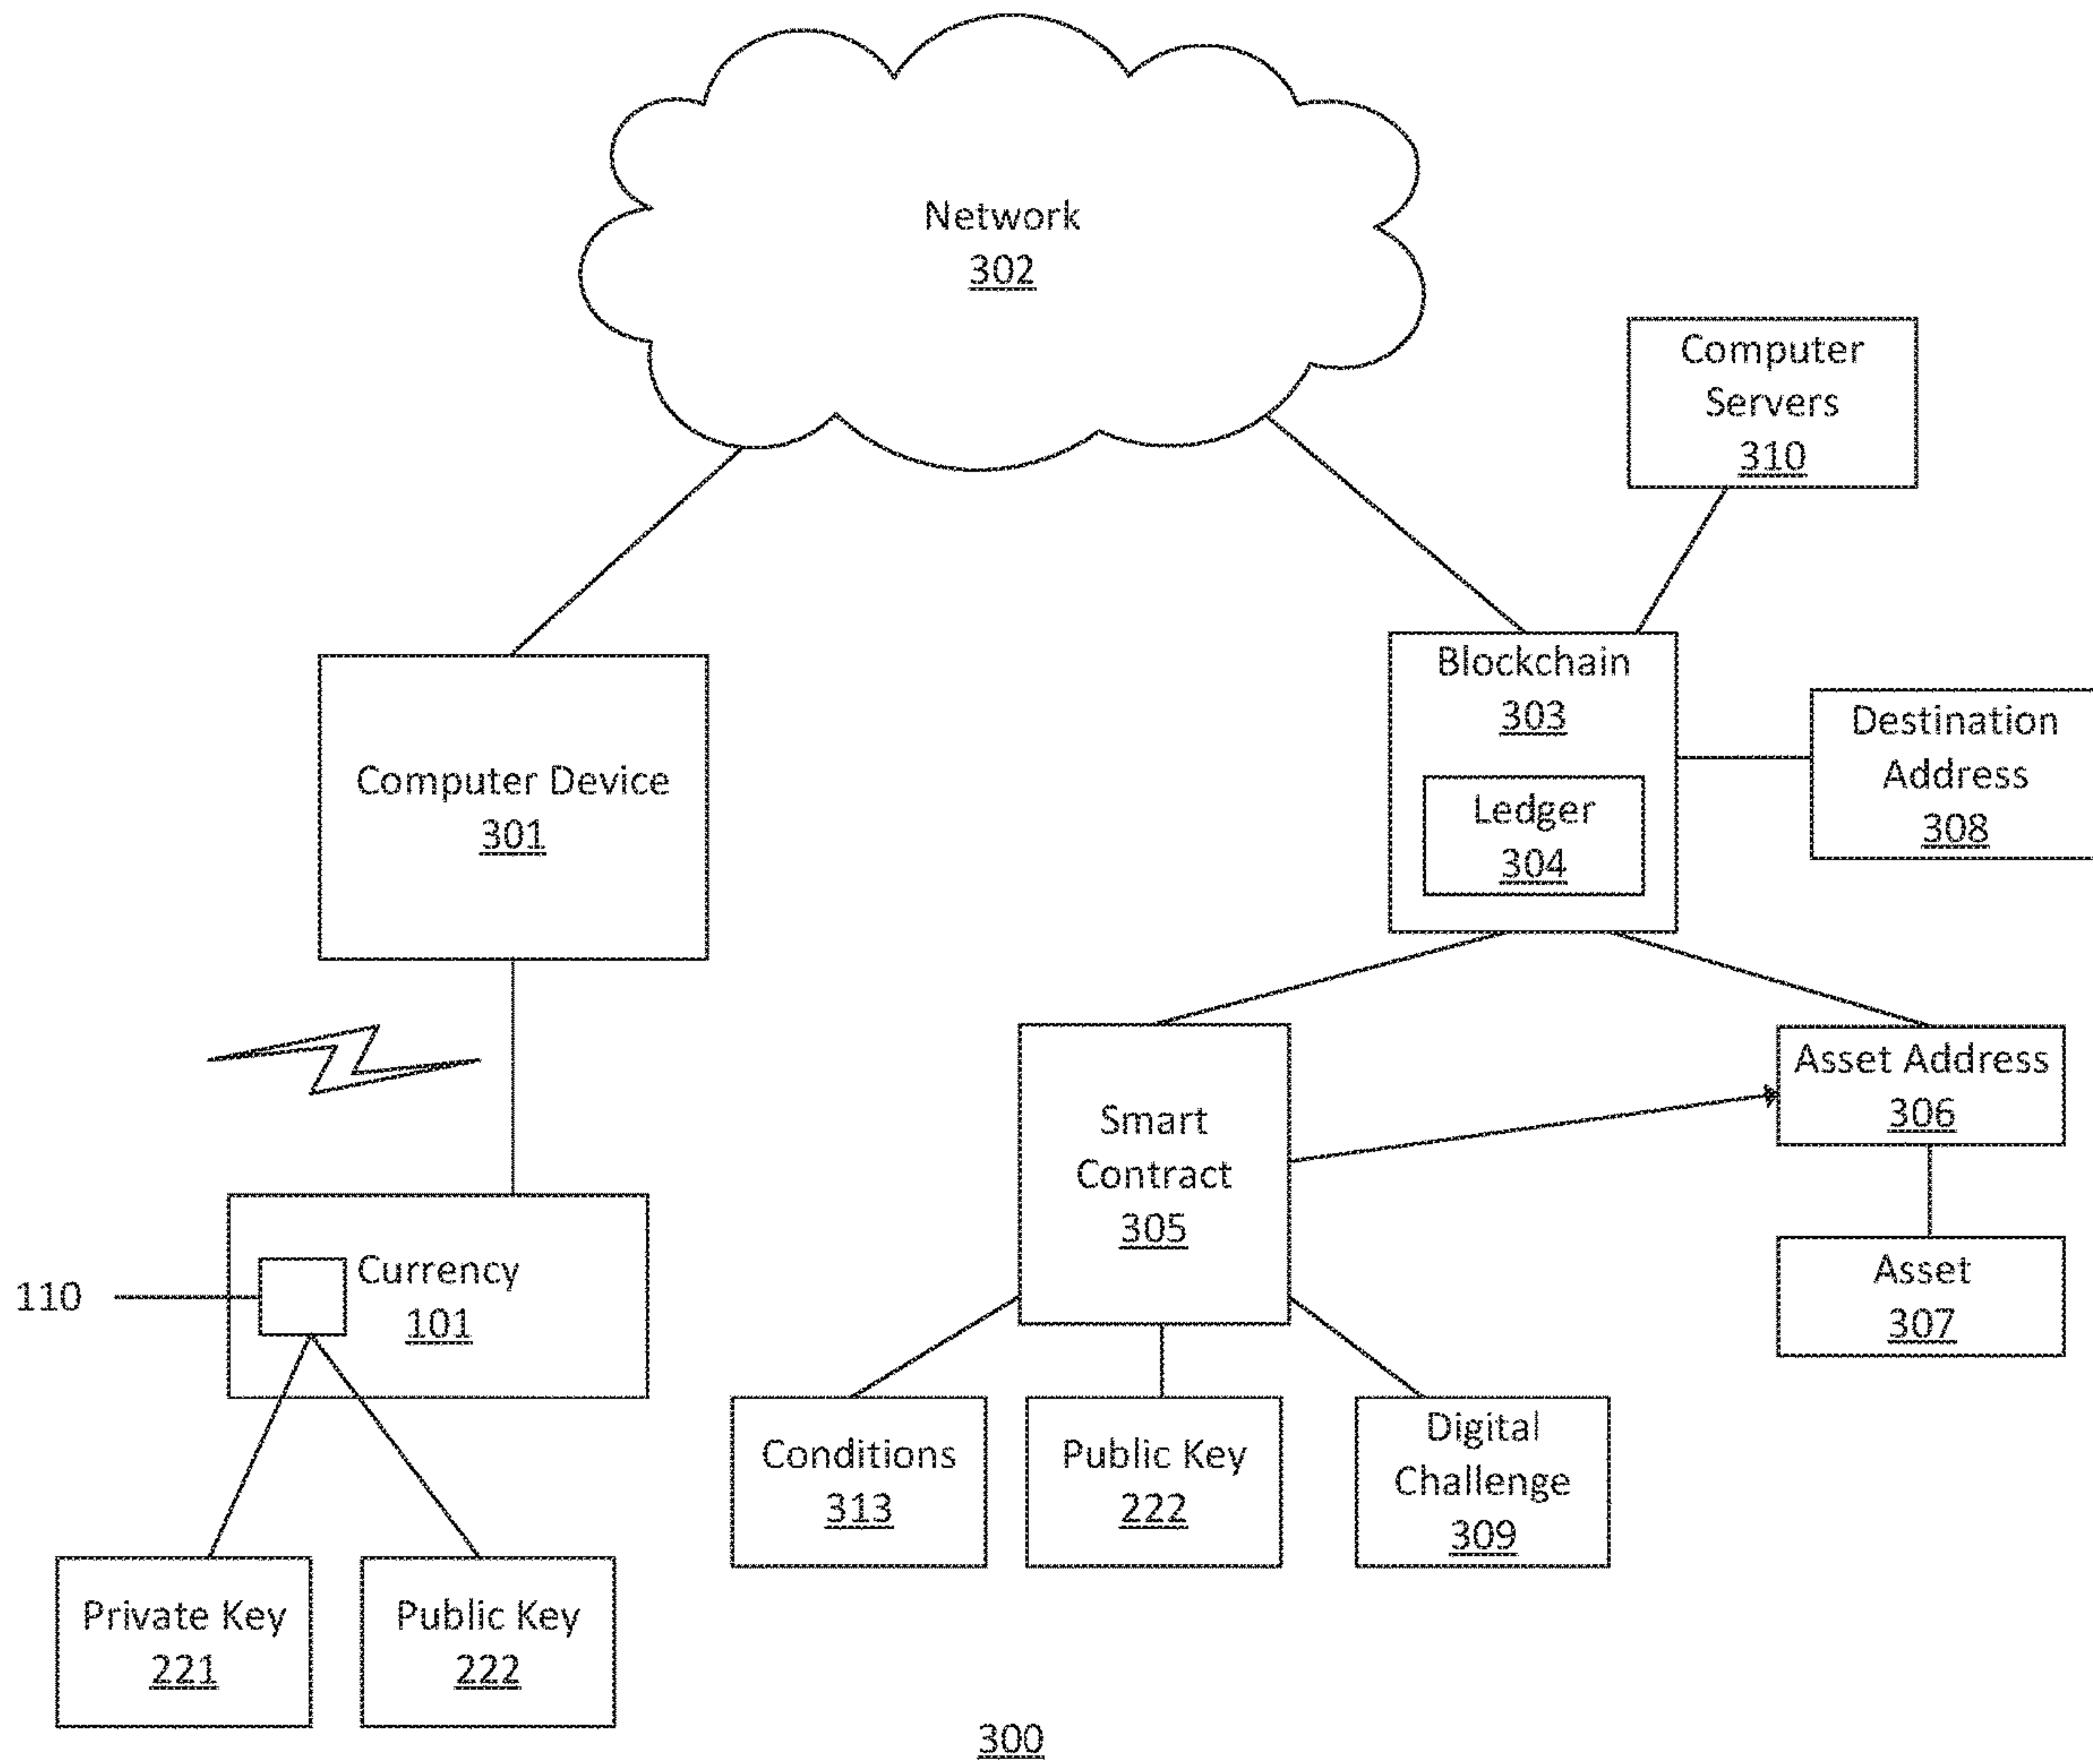 Network
302
Computer
Servers
310
Blockchain
303
Ledger
304
Destination
Address
308
Computer Device
301
Smart
Contract
305
Asset Address
306
Asset
307
110
Currency
101
Conditions
313
Public Key
222
Digital
Challenge
309
Private Key
221
Public Key
222
300